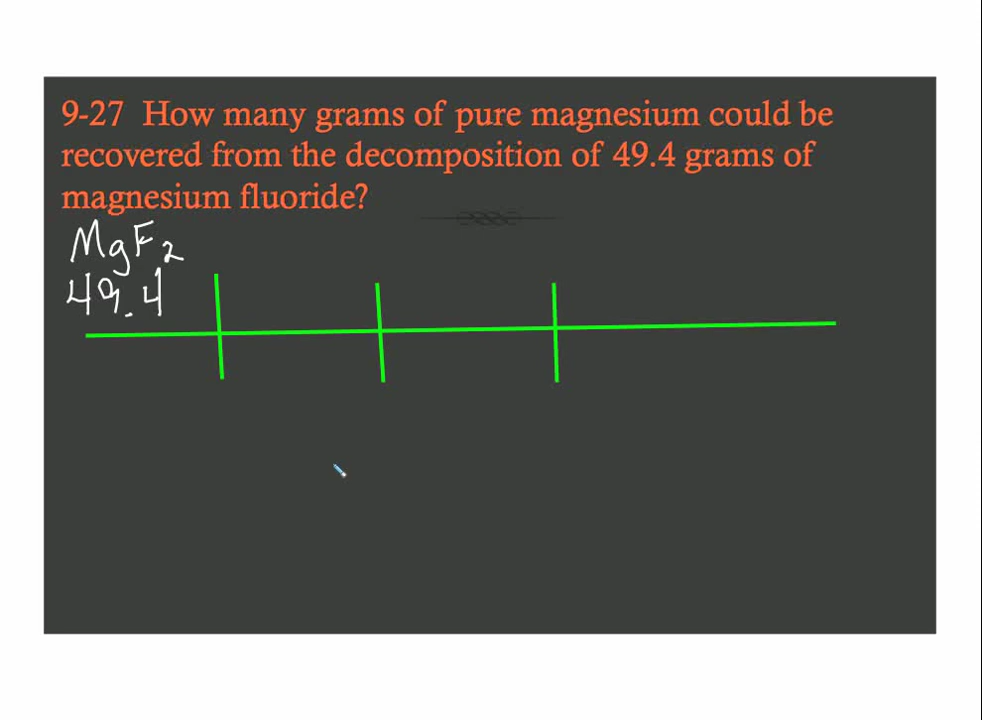 9-27 How many grams of pure magnesium could be
recovered from the decomposition of 49.4 grams of
magnesium fluoride?
MgF₂
49.4